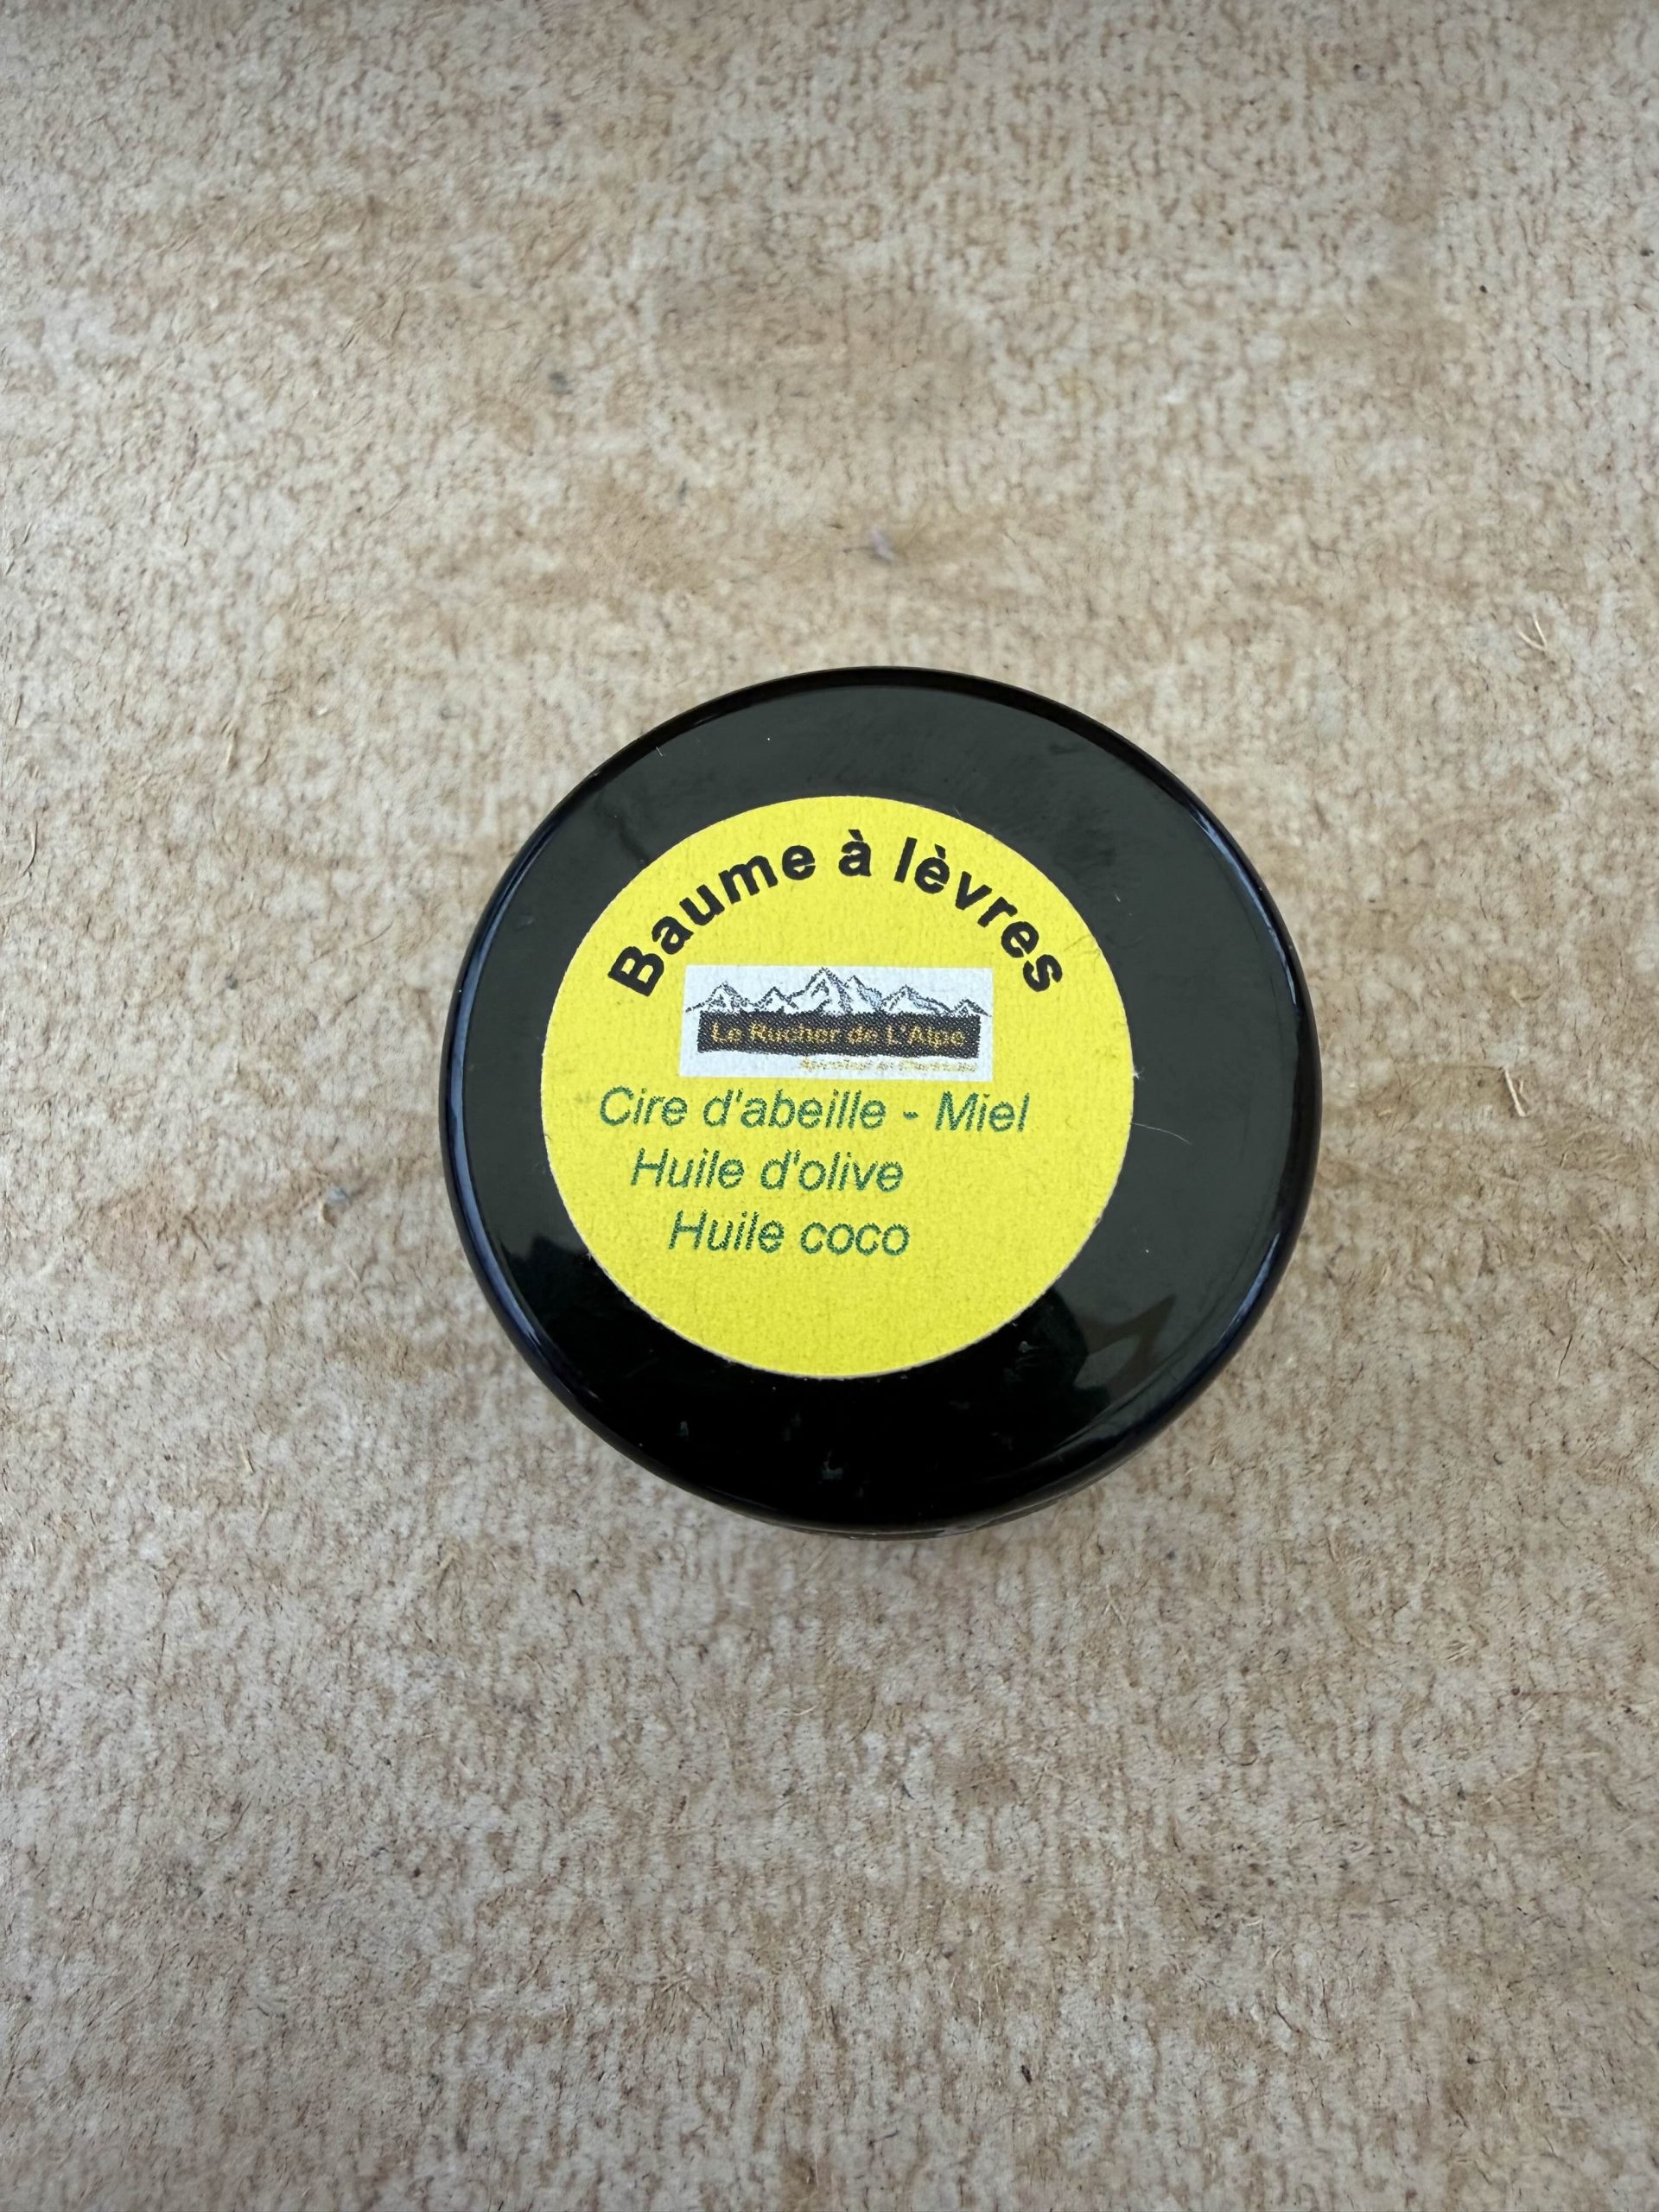 Baume à lèvres
Le Rucher de L'Alpe
Cire d'abeille - Miel
Huile d'olive
Huile coco